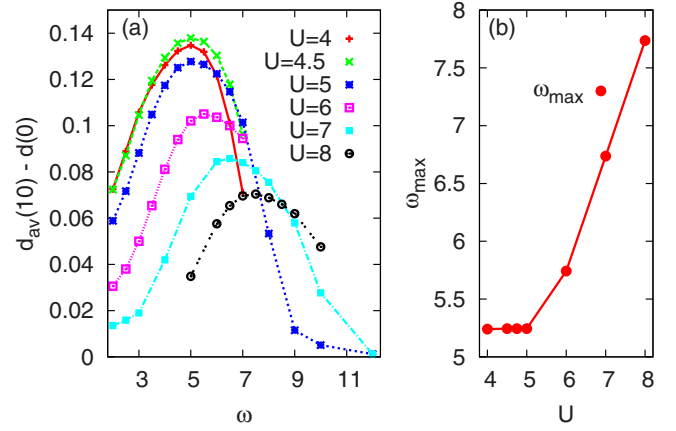 (a)
U=4
U=4.5
U=5
U=6
U=7
U=8
0.14
0.12
0.1
0.08
0.06
0.04
0.02
0
d_av(10) - d(0)
3 5 7 9 11
ω
(b)
ω_max
8
7.5
7
6.5
6
5.5
5
ω_max
4 5 6 7 8
U